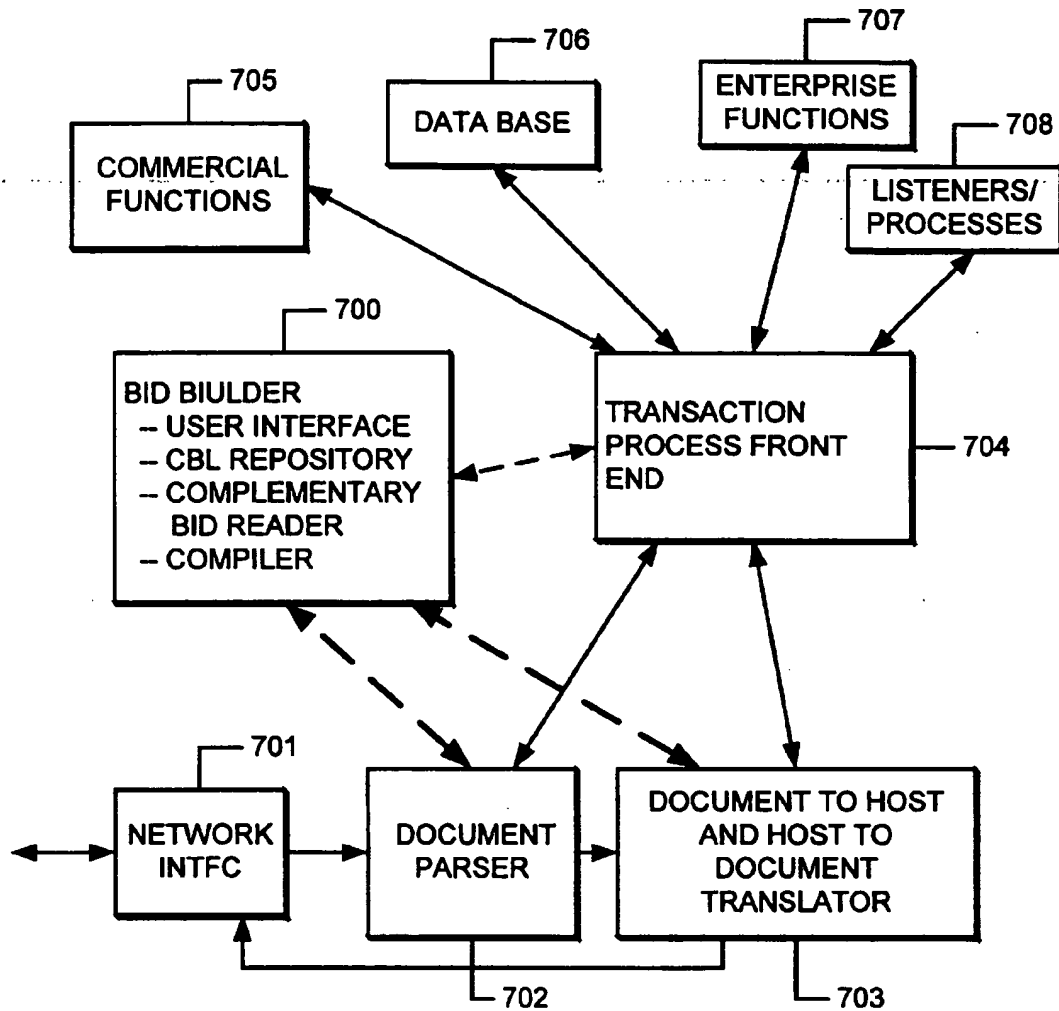 707
706
705
ENTERPRISE
FUNCTIONS
DATA BASE
708
COMMERCIAL
FUNCTIONS
LISTENERS/
PROCESSES
700
BID BIULDER
– USER INTERFACE
– CBL REPOSITORY
– COMPLEMENTARY
BID READER
– COMPILER
TRANSACTION
PROCESS FRONT
END
704
701
NETWORK
INTFC
DOCUMENT
PARSER
DOCUMENT TO HOST
AND HOST TO
DOCUMENT
TRANSLATOR
702
703